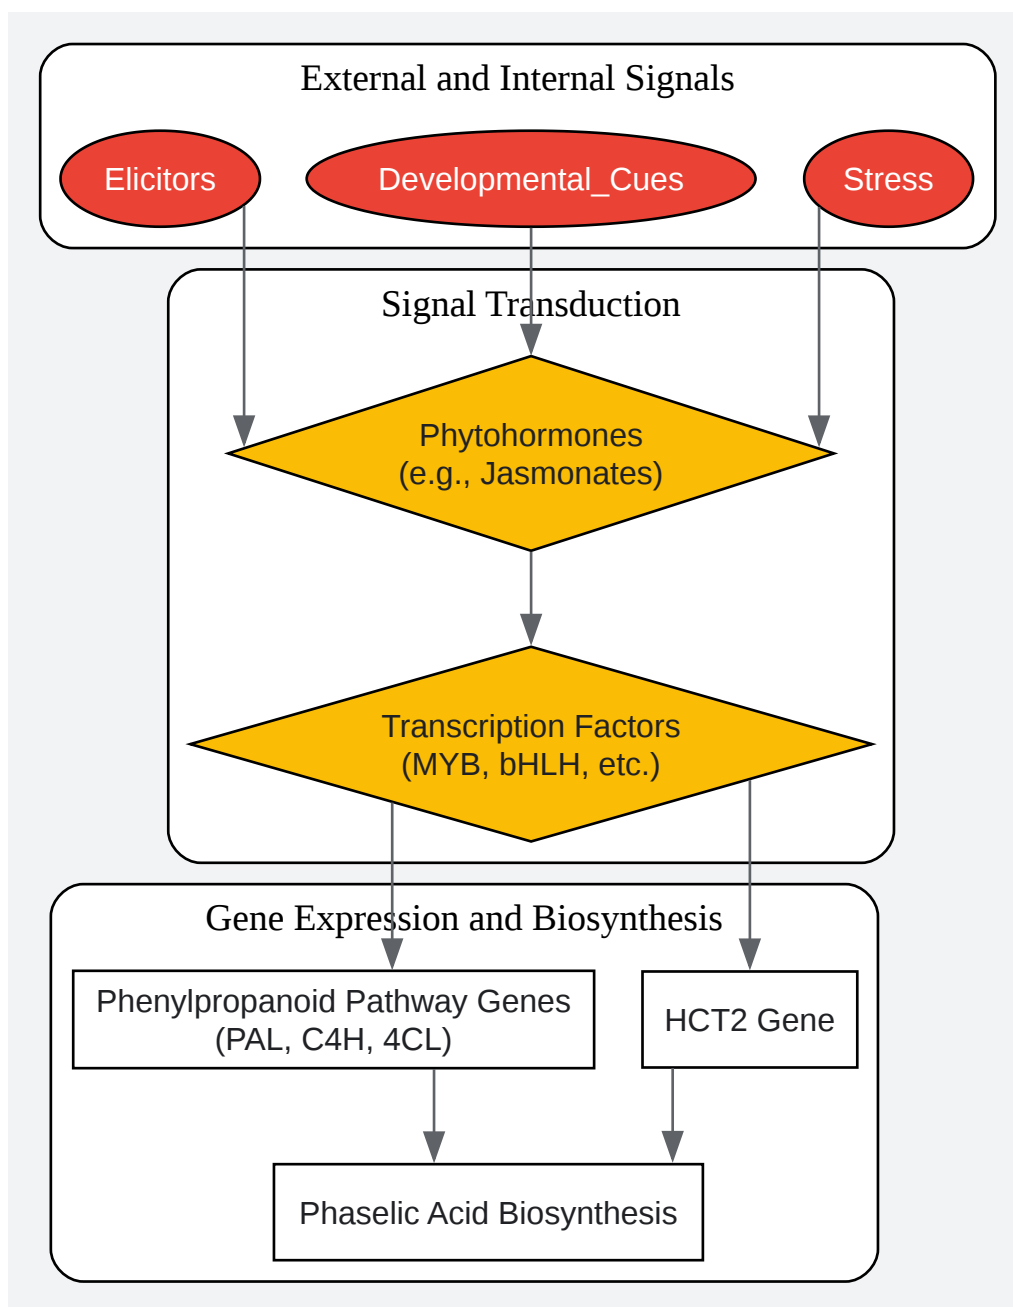 External and Internal Signals
Elicitors
Developmental_Cues
Stress
Signal Transduction
Phytohormones
(e.g., Jasmonates)
Transcription Factors
(MYB, bHLH, etc.)
Gene Expression and Biosynthesis
Phenylpropanoid Pathway Genes
(PAL, C4H, 4CL)
HCT2 Gene
Phaselic Acid Biosynthesis